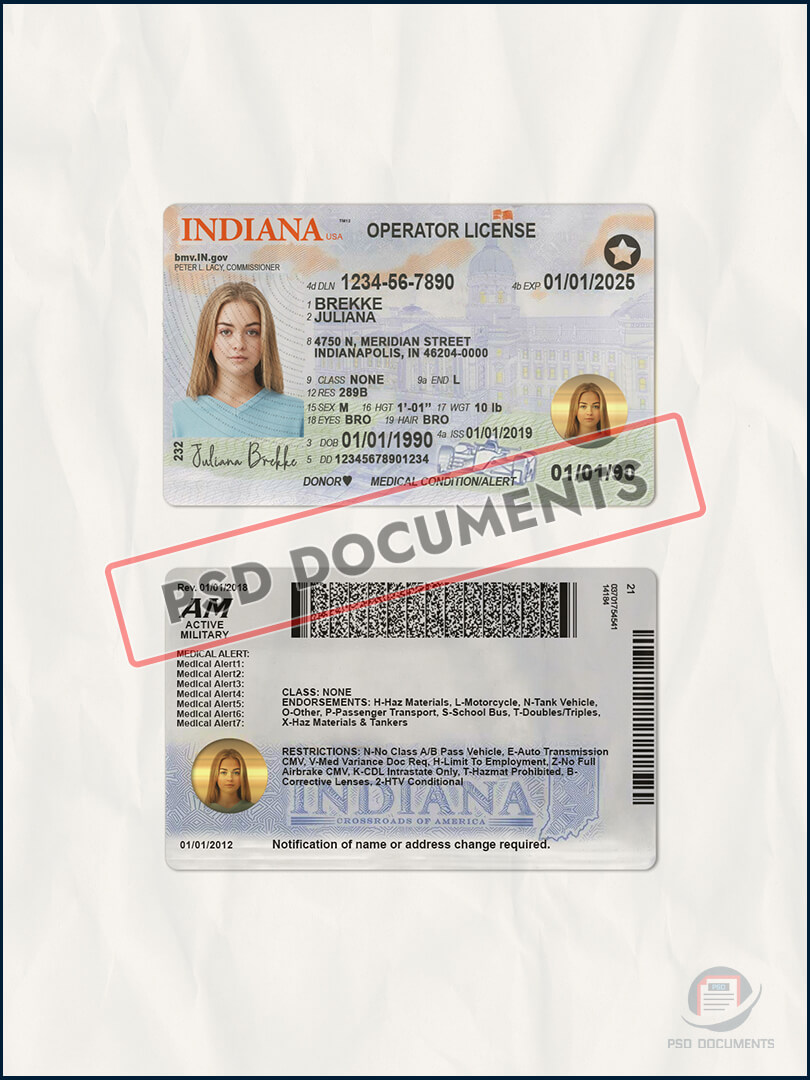 INDIANA USA
TM12
OPERATOR LICENSE
bmv.IN.gov
PETER L. LACY, COMMISSIONER
4d DLN 1234-56-7890 4b EXP 01/01/2025
1 BREKKE
2 JULIANA
8 4750 N, MERIDIAN STREET
INDIANAPOLIS, IN 46204-0000
9 CLASS NONE 9a END L
12 RES 289B
15 SEX M 16 HGT 1'-01" 17 WGT 10 lb
18 EYES BRO 19 HAIR BRO
3 DOB 01/01/1990 4a ISS 01/01/2019
5 DD 12345678901234
232
Juliana Brekke
DONOR♥ MEDICAL CONDITION/ALERT
01/01/90
PSD DOCUMENTS
Rev. 01/01/2018
AM
ACTIVE
MILITARY
MEDICAL ALERT:
Medical Alert1:
Medical Alert2:
Medical Alert3:
Medical Alert4:
Medical Alert5:
Medical Alert6:
Medical Alert7:
21
14184
CLASS: NONE
ENDORSEMENTS: H-Haz Materials, L-Motorcycle, N-Tank Vehicle,
O-Other, P-Passenger Transport, S-School Bus, T-Doubles/Triples,
X-Haz Materials & Tankers
RESTRICTIONS: N-No Class A/B Pass Vehicle, E-Auto Transmission
CMV, V-Med Variance Doc Req, H-Limit To Employment, Z-No Full
Airbrake CMV, K-CDL Intrastate Only, T-Hazmat Prohibited, B-
Corrective Lenses, 2-HTV Conditional
INDIANA
CROSSROADS OF AMERICA
01/01/2012 Notification of name or address change required.
PSD
PSD DOCUMENTS